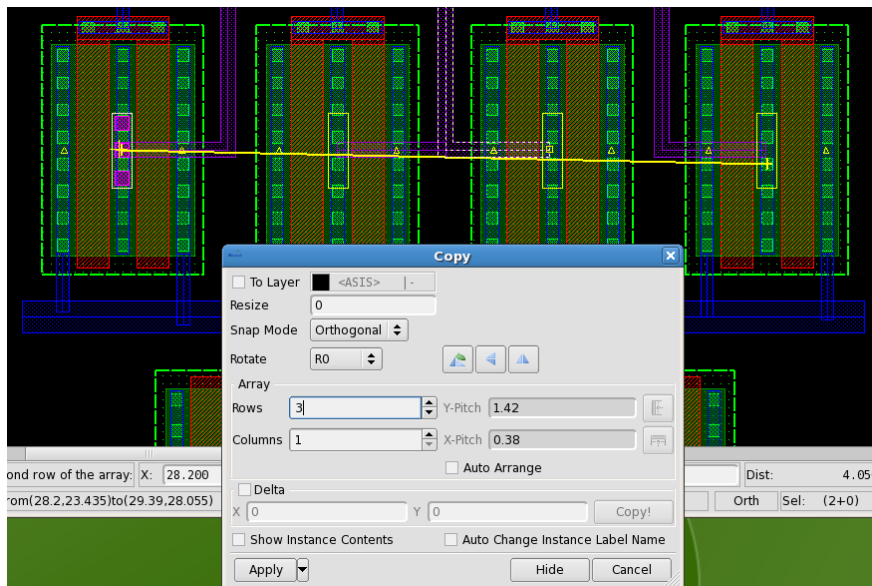 Copy
To Layer <ASIS> |-
Resize 0
Snap Mode Orthogonal
Rotate R0
Array
Rows 3 Y-Pitch 1.42
Columns 1 X-Pitch 0.38
Auto Arrange
ond row of the array: X: 28.200 Dist: 4.05
rom(28.2,23.435)to(29.39,28.055) Orth Sel: (2+0)
Delta
X 0 Y 0 Copy!
Show Instance Contents Auto Change Instance Label Name
Apply Hide Cancel